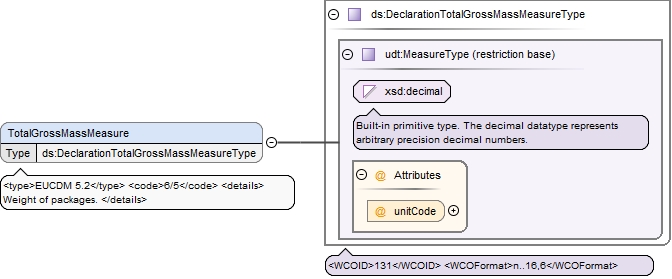 ds:DeclarationTotalGrossMassMeasureType
udt:MeasureType (restriction base)
xsd:decimal
Built-in primitive type. The decimal datatype represents
arbitrary precision decimal numbers.
TotalGrossMassMeasure
Type ds:DeclarationTotalGrossMassMeasureType
<type>EUCDM 5.2</type> <code>6/5</code> <details>
Weight of packages. </details>
@ Attributes
@ unitCode
<WCOID>131</WCOID> <WCOFormat>n..16,6</WCOFormat>